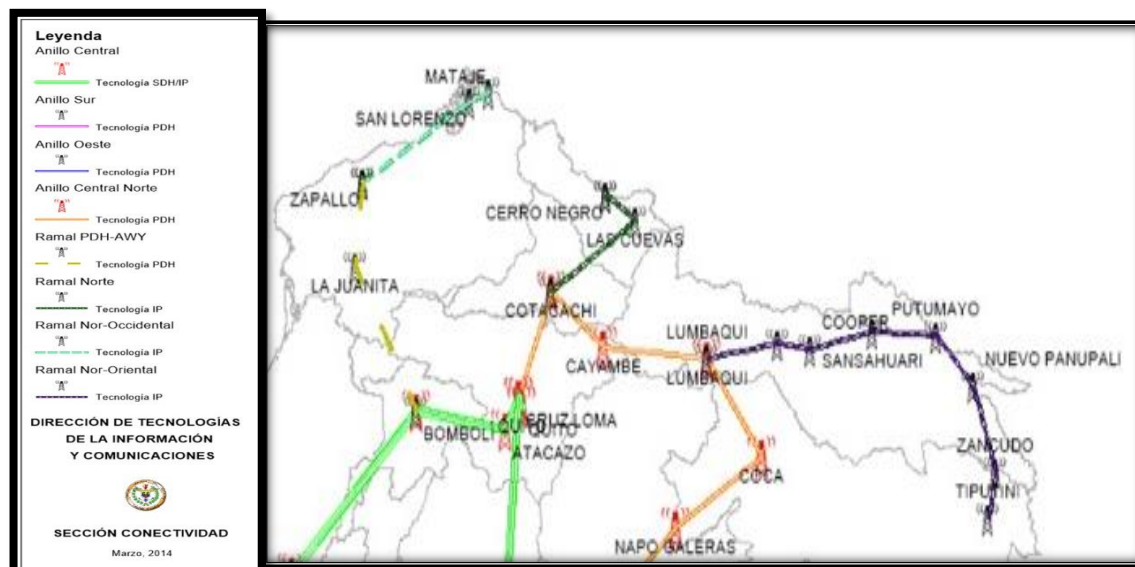 Leyenda
Anillo Central
Tecnología SDH/IP
Anillo Sur
Tecnología PDH
Anillo Oeste
Tecnología PDH
Anillo Central Norte
Tecnología PDH
Ramal PDH-AWY
Tecnología PDH
Ramal Norte
Tecnología IP
Ramal Nor-Occidental
Tecnología IP
Ramal Nor-Oriental
Tecnología IP
DIRECCIÓN DE TECNOLOGÌAS
DE LA INFORMACIÓN
Y COMUNICACIONES
SECCIÓN CONECTIVIDAD
Marzo, 2014
MATAJE
SAN LORENZO
ZAPALLO
CERRO NEGRO
LAS CUEVAS
LA JUANITA
COTACACHI
CAYAMBE
LUMBAQUI
LUMBAQUI
COOPER
PUTUMAYO
SANSAHUARI
NUEVO PANUPALI
BOMBOLI
CRUZ LOMA
QUITO
ATACAZO
COCA
ZANCUDO
TIPUTINI
NAPO GALERAS